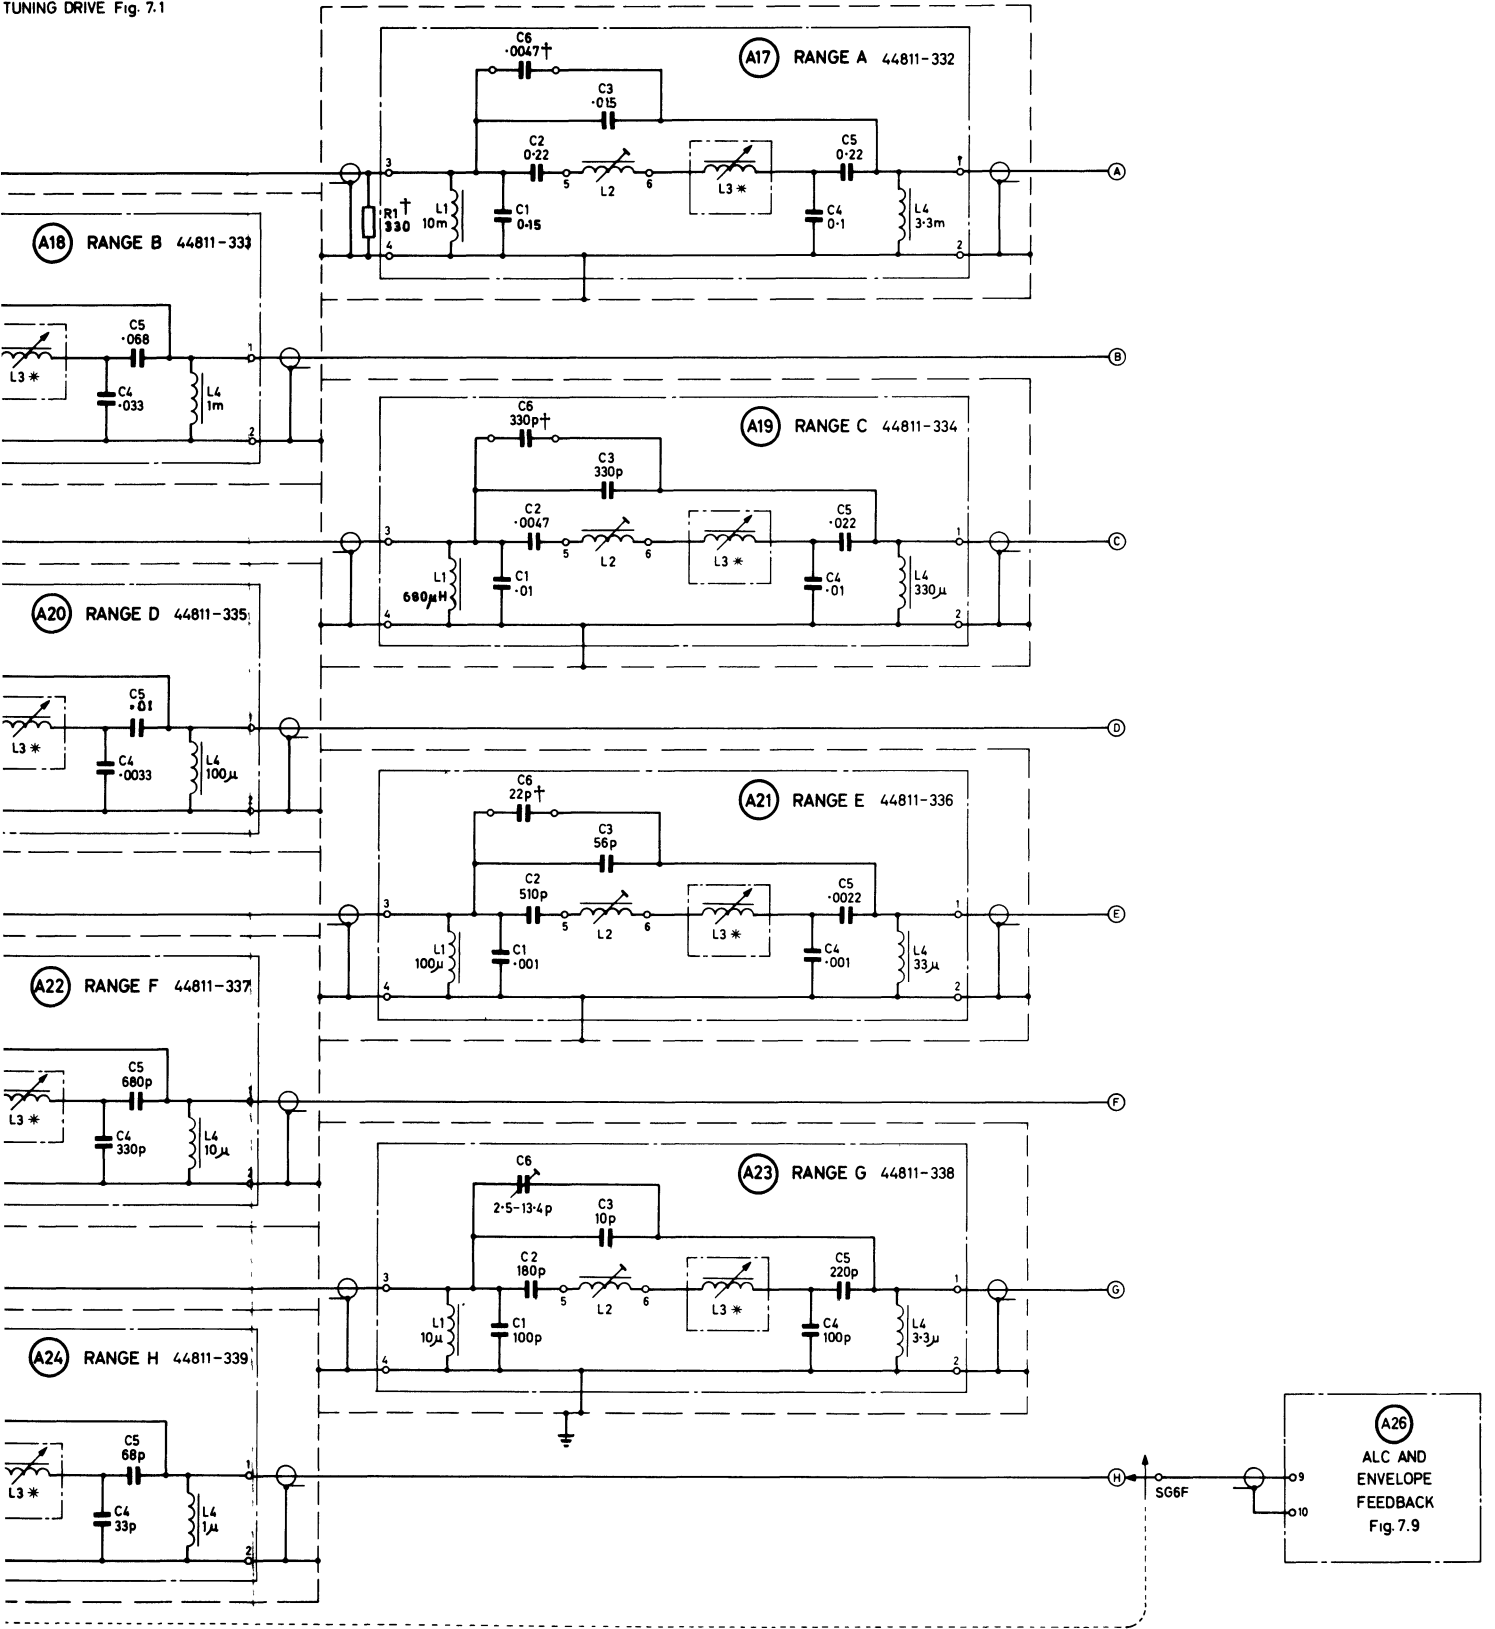 TUNING DRIVE Fig. 7.1
C6
·0047†
A17 RANGE A 44811-332
C3
·015
C2
0·22
C5
0·22
3
5
L2
6
L3 *
1
A
R1†
330
L1
10m
C1
0·15
C4
0·1
L4
3·3m
4
2
A18 RANGE B 44811-333
C5
·068
1
B
L3 *
C4
·033
L4
1m
2
C6
330p†
A19 RANGE C 44811-334
C3
330p
C2
·0047
C5
·022
3
5
L2
6
L3 *
1
C
L1
680µH
C1
·01
C4
·01
L4
330µ
4
2
A20 RANGE D 44811-335
C5
·01
1
D
L3 *
C4
·0033
L4
100µ
2
C6
22p†
A21 RANGE E 44811-336
C3
56p
C2
510p
C5
·0022
3
5
L2
6
L3 *
1
E
L1
100µ
C1
·001
C4
·001
L4
33µ
4
2
A22 RANGE F 44811-337
C5
680p
1
F
L3 *
C4
330p
L4
10µ
2
C6
2·5-13·4p
A23 RANGE G 44811-338
C3
10p
C2
180p
C5
220p
3
5
L2
6
L3 *
1
G
L1
10µ
C1
100p
C4
100p
L4
3·3µ
4
2
A24 RANGE H 44811-339
C5
68p
1
H
SG6F
L3 *
C4
33p
L4
1µ
2
A26
ALC AND
ENVELOPE
FEEDBACK
Fig. 7.9
9
10